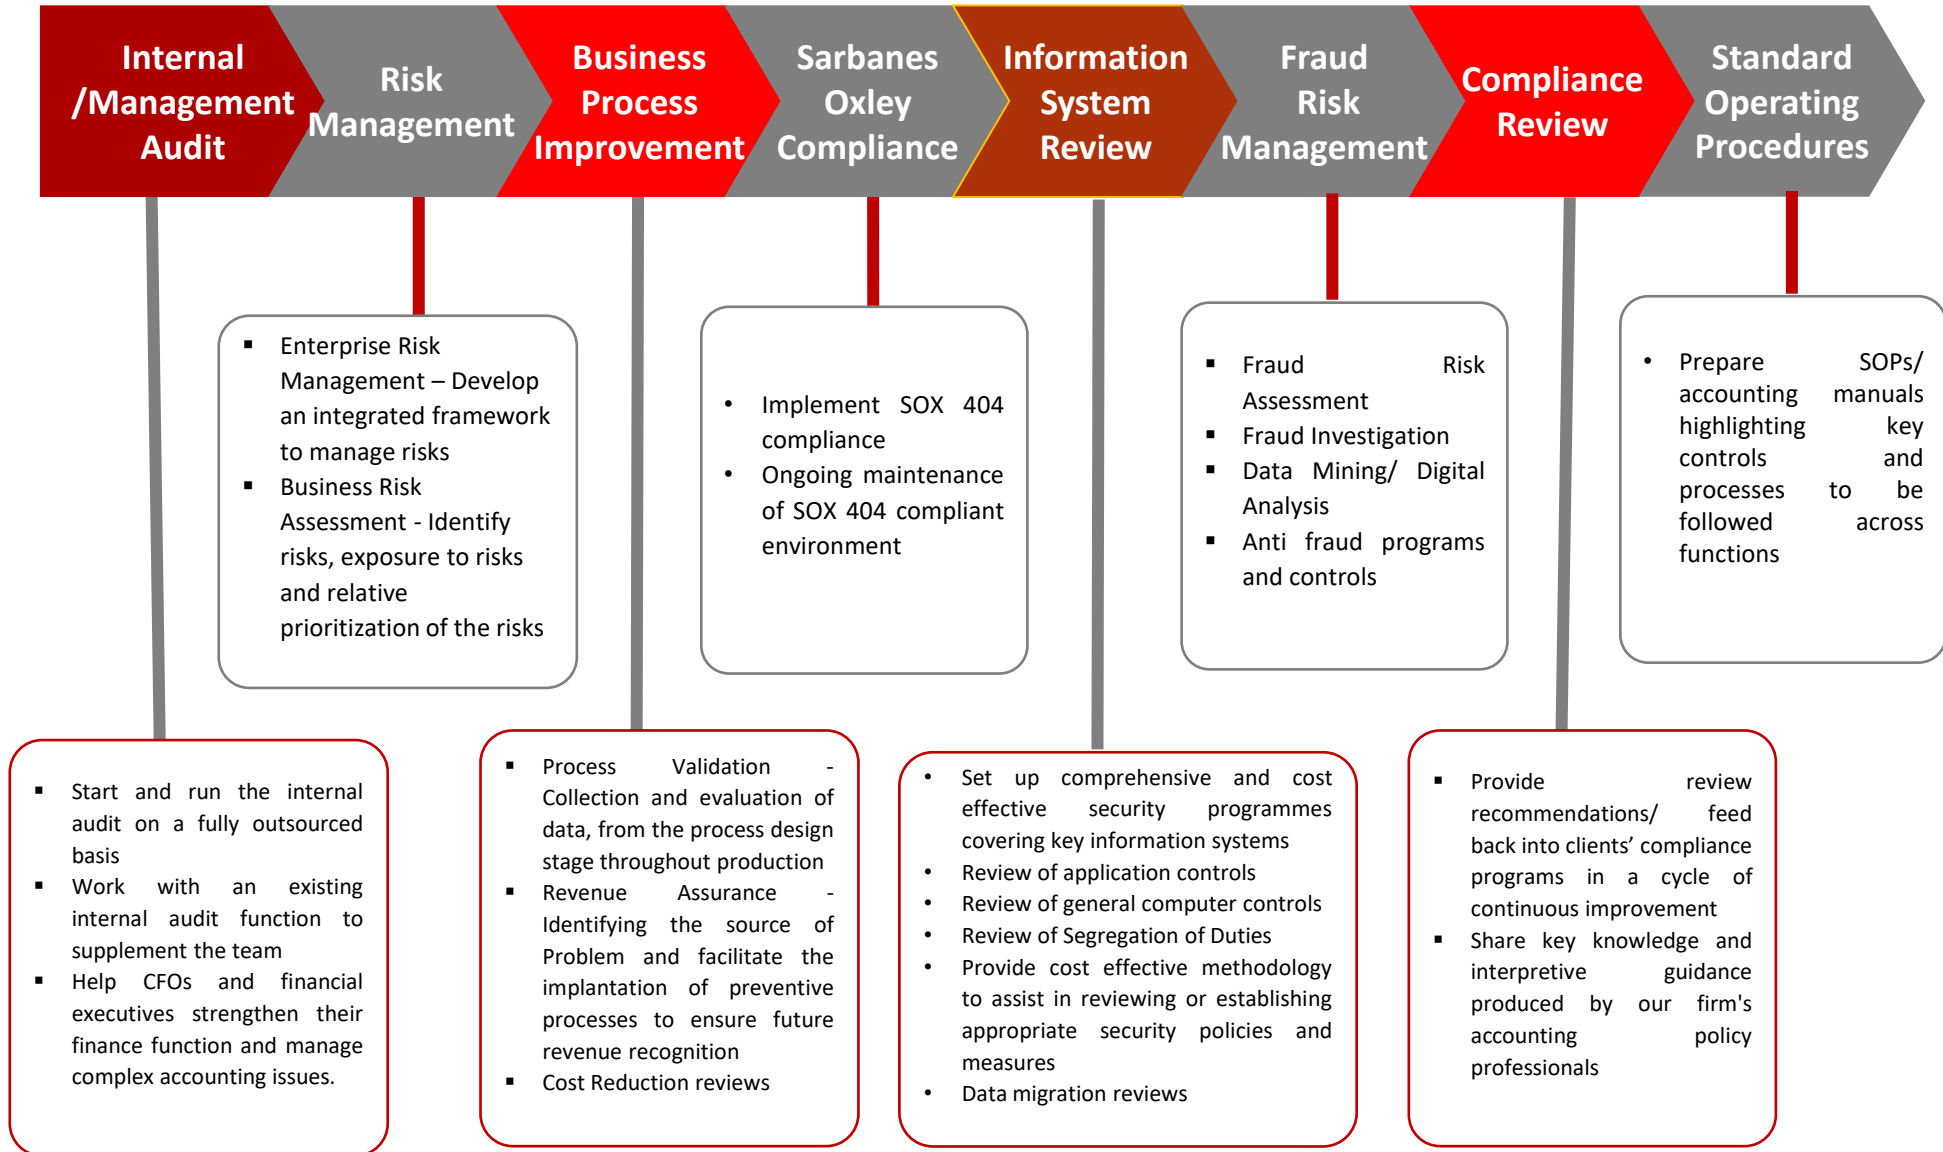 Internal
/Management
Audit
Risk
Management
Business
Process
Improvement
Sarbanes
Oxley
Compliance
Information
System
Review
Fraud
Risk
Management
Compliance
Review
Standard
Operating
Procedures
▪ Enterprise Risk
Management – Develop
an integrated framework
to manage risks
▪ Business Risk
Assessment - Identify
risks, exposure to risks
and relative
prioritization of the risks
• Implement SOX 404
compliance
• Ongoing maintenance
of SOX 404 compliant
environment
▪ Fraud Risk
Assessment
▪ Fraud Investigation
▪ Data Mining/ Digital
Analysis
▪ Anti fraud programs
and controls
• Prepare SOPs/
accounting manuals
highlighting key
controls and
processes to be
followed across
functions
▪ Start and run the internal
audit on a fully outsourced
basis
▪ Work with an existing
internal audit function to
supplement the team
▪ Help CFOs and financial
executives strengthen their
finance function and manage
complex accounting issues.
▪ Process Validation -
Collection and evaluation of
data, from the process design
stage throughout production
▪ Revenue Assurance -
Identifying the source of
Problem and facilitate the
implantation of preventive
processes to ensure future
revenue recognition
▪ Cost Reduction reviews
• Set up comprehensive and cost
effective security programmes
covering key information systems
• Review of application controls
• Review of general computer controls
• Review of Segregation of Duties
• Provide cost effective methodology
to assist in reviewing or establishing
appropriate security policies and
measures
• Data migration reviews
▪ Provide review
recommendations/ feed
back into clients’ compliance
programs in a cycle of
continuous improvement
▪ Share key knowledge and
interpretive guidance
produced by our firm's
accounting policy
professionals